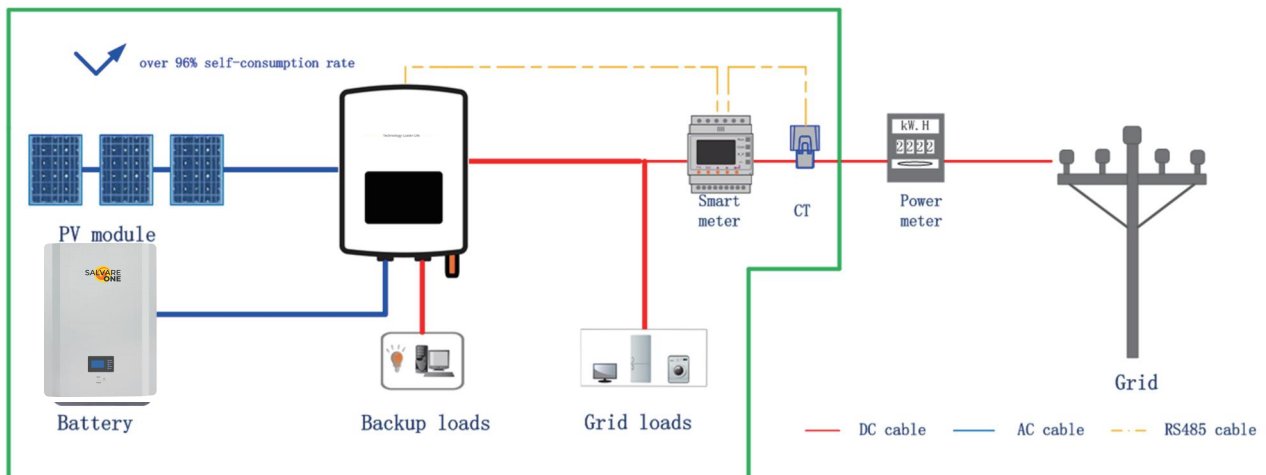 over 96% self-consumption rate
kW.H
2222
Smart
meter
CT
Power
meter
PV module
SALVARE
ONE
Battery
Backup loads
Grid loads
Grid
DC cable
AC cable
RS485 cable